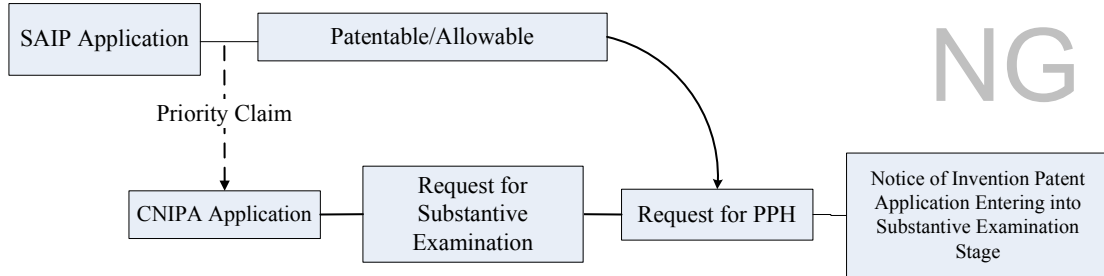 SAIP Application
Patentable/Allowable
NG
Priority Claim
CNIPA Application
Request for
Substantive
Examination
Request for PPH
Notice of Invention Patent
Application Entering into
Substantive Examination
Stage